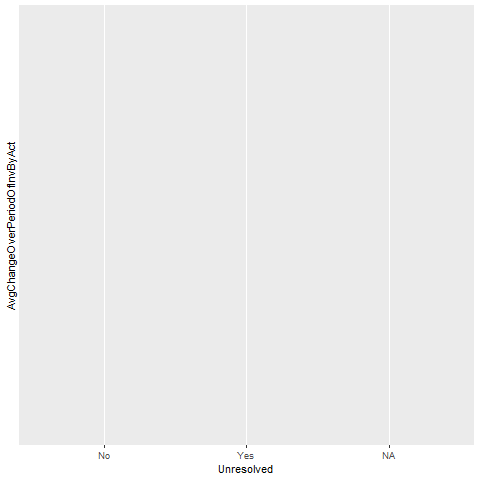 AvgChangeOverPeriodOfInvByAct
No Yes NA
Unresolved